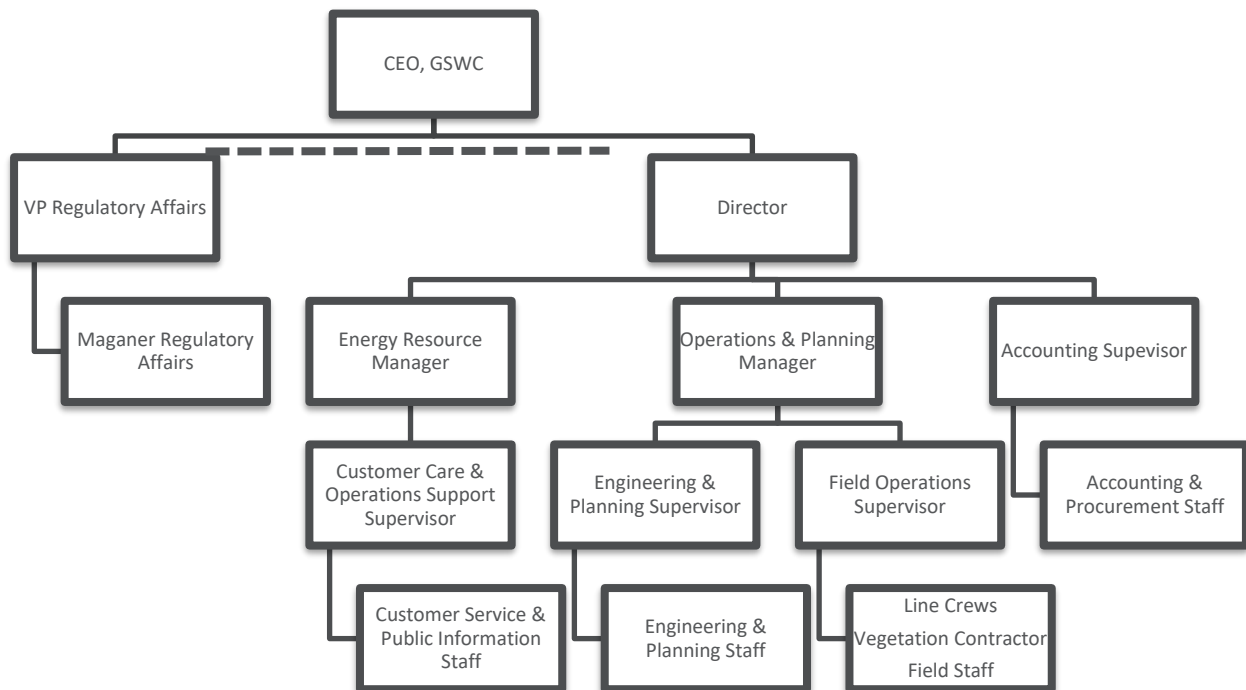 CEO, GSWC
VP Regulatory Affairs
Director
Maganer Regulatory
Affairs
Energy Resource
Manager
Operations & Planning
Manager
Accounting Supevisor
Customer Care &
Operations Support
Supervisor
Engineering &
Planning Supervisor
Field Operations
Supervisor
Accounting &
Procurement Staff
Customer Service &
Public Information
Staff
Engineering &
Planning Staff
Line Crews
Vegetation Contractor
Field Staff